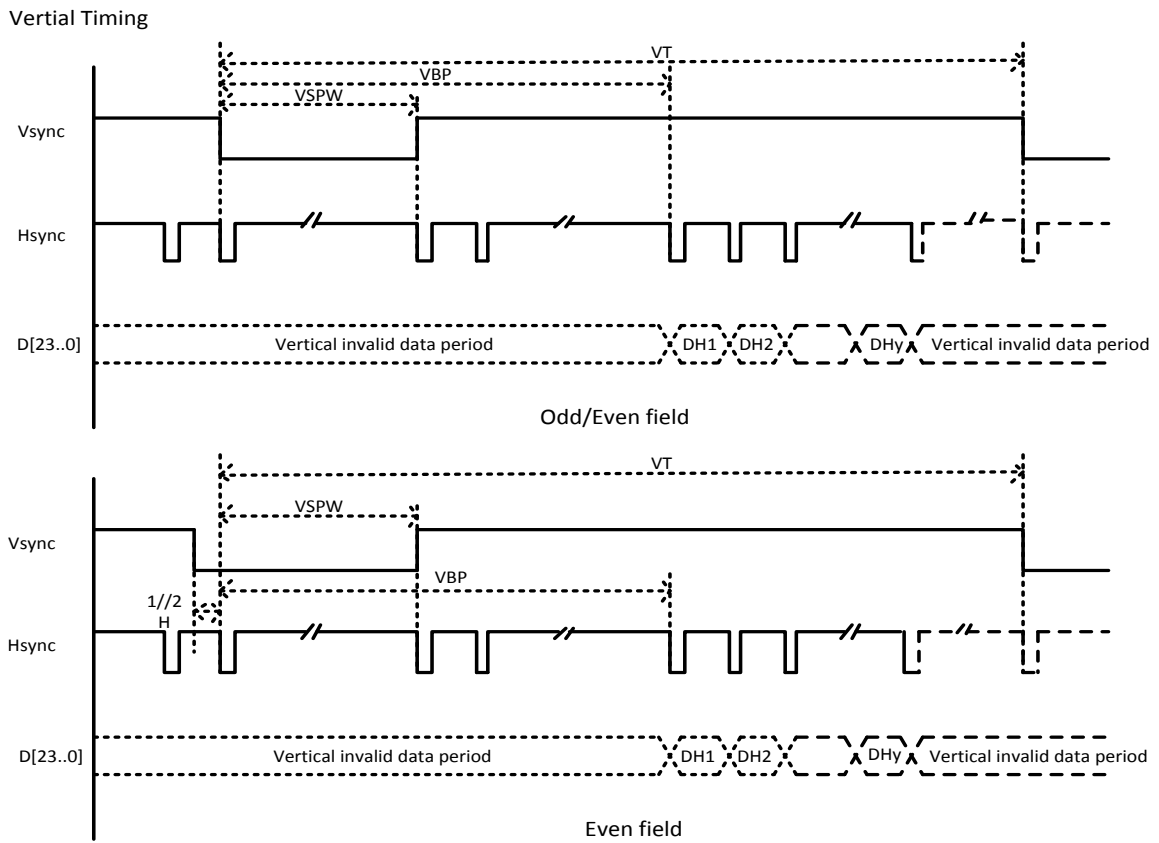 Vertial Timing
VT
VBP
VSPW
Vsync
Hsync
D[23..0]
Vertical invalid data period
DH1
DH2
DHy
Vertical invalid data period
Odd/Even field
VT
VSPW
Vsync
VBP
1//2
H
Hsync
D[23..0]
Vertical invalid data period
DH1
DH2
DHy
Vertical invalid data period
Even field